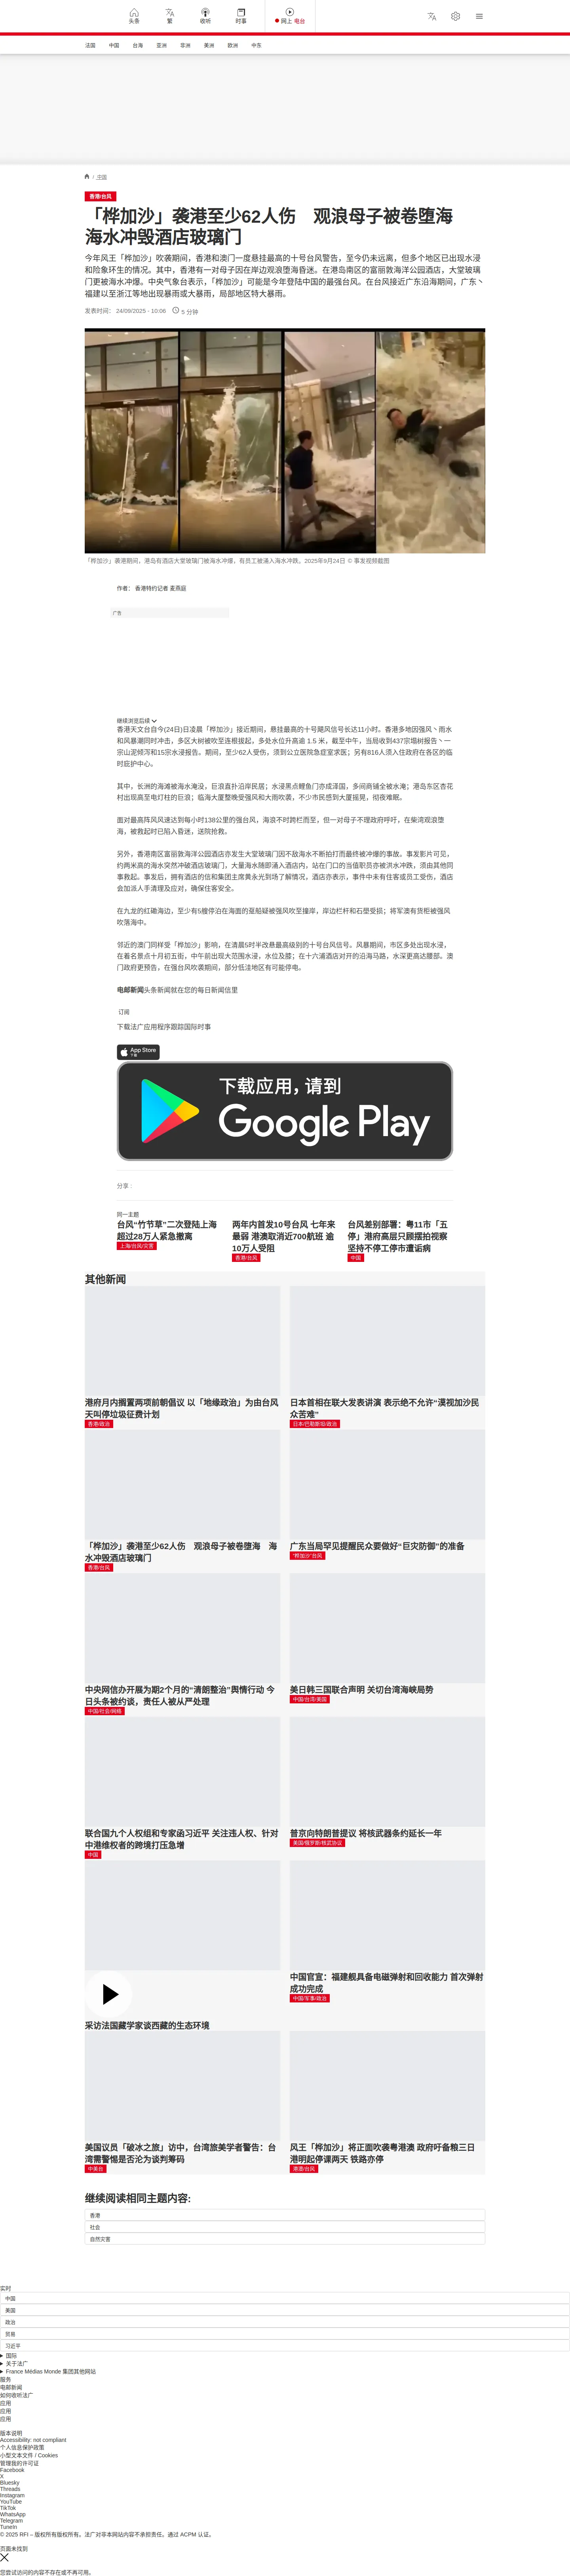 头条
繁
收听
时事
网上 电台
法国
中国
台海
亚洲
非洲
美洲
欧洲
中东
/ 中国
香港/台风
「桦加沙」袭港至少62人伤　观浪母子被卷堕海
海水冲毁酒店玻璃门
今年风王「桦加沙」吹袭期间，香港和澳门一度悬挂最高的十号台风警告，至今仍未远离，但多个地区已出现水浸
和险象环生的情况。其中，香港有一对母子因在岸边观浪堕海昏迷。在港岛南区的富丽敦海洋公园酒店，大堂玻璃
门更被海水冲塌。中央气象台表示，「桦加沙」可能是今年登陆中国的最强台风。在台风接近广东沿海期间，广东丶
福建以至浙江等地出现暴雨或大暴雨，局部地区特大暴雨。
发表时间： 24/09/2025 - 10:06
5 分钟
「桦加沙」袭港期间，港岛有酒店大堂玻璃门被海水冲爆，有员工被涌入海水冲跌。2025年9月24日 © 事发视频截图
作者： 香港特约记者 麦燕庭
广告
继续浏览后续
香港天文台自今(24日)日凌晨「桦加沙」接近期间，悬挂最高的十号飓风信号长达11小时。香港多地因强风丶雨水
和风暴潮同时冲击，多区大树被吹至连根拔起，多处水位升高逾 1.5 米，截至中午，当局收到437宗塌树报告丶一
宗山泥倾泻和15宗水浸报告。期间，至少62人受伤，须到公立医院急症室求医；另有816人须入住政府在各区的临
时庇护中心。
其中，长洲的海滩被海水淹没，巨浪直扑沿岸民居；水浸黑点鲤鱼门亦成泽国，多间商铺全被水淹；港岛东区杏花
村出现高至电灯柱的巨浪；临海大厦整晚受强风和大雨吹袭，不少市民感到大厦摇晃，彻夜难眠。
面对最高阵风风速达到每小时138公里的强台风，海浪不时跨栏而至，但一对母子不理政府呼吁，在柴湾观浪堕
海，被救起时已陷入昏迷，送院抢救。
另外，香港南区富丽敦海洋公园酒店亦发生大堂玻璃门因不敌海水不断拍打而最终被冲爆的事故。事发影片可见，
约两米高的海水突然冲破酒店玻璃门，大量海水随即涌入酒店内，站在门口的当值职员亦被洪水冲跌，须由其他同
事救起。事发后，拥有酒店的信和集团主席黄永光到场了解情况，酒店亦表示，事件中未有住客或员工受伤，酒店
会加派人手清理及应对，确保住客安全。
在九龙的红磡海边，至少有5艘停泊在海面的趸船疑被强风吹至撞岸，岸边栏杆和石壆受损；将军澳有货柜被强风
吹落海中。
邻近的澳门同样受「桦加沙」影响，在清晨5时半改悬最高级别的十号台风信号。风暴期间，市区多处出现水浸，
在着名景点十月初五街，中午前出现大范围水浸，水位及膝；在十六浦酒店对开的沿海马路，水深更高达腰部。澳
门政府更预告，在强台风吹袭期间，部分低洼地区有可能停电。
电邮新闻头条新闻就在您的每日新闻信里
订阅
下载法广应用程序跟踪国际时事
App Store
下载
下载应用，请到
Google Play
分享 :
同一主题
台风“竹节草”二次登陆上海
超过28万人紧急撤离
上海/台风/灾害
两年内首发10号台风 七年来
最弱 港澳取消近700航班 逾
10万人受阻
香港/台风
台风差别部署：粤11市「五
停」港府高层只顾摆拍视察
坚持不停工停市遭诟病
中国
其他新闻
港府月内搁置两项前朝倡议 以「地缘政治」为由台风
天叫停垃圾征费计划
香港/政治
日本首相在联大发表讲演 表示绝不允许“漠视加沙民
众苦难”
日本/巴勒斯坦/政治
「桦加沙」袭港至少62人伤　观浪母子被卷堕海　海
水冲毁酒店玻璃门
香港/台风
广东当局罕见提醒民众要做好“巨灾防御”的准备
“桦加沙”台风
中央网信办开展为期2个月的“清朗整治”舆情行动 今
日头条被约谈，责任人被从严处理
中国/社会/网络
美日韩三国联合声明 关切台湾海峡局势
中国/台湾/美国
联合国九个人权组和专家函习近平 关注违人权、针对
中港维权者的跨境打压急增
中国
普京向特朗普提议 将核武器条约延长一年
美国/俄罗斯/核武协议
采访法国藏学家谈西藏的生态环境
中国官宣：福建舰具备电磁弹射和回收能力 首次弹射
成功完成
中国/军事/政治
美国议员「破冰之旅」访中，台湾旅美学者警告：台
湾需警惕是否沦为谈判筹码
中美台
风王「桦加沙」将正面吹袭粤港澳 政府吁备粮三日
港明起停课两天 铁路亦停
港澳/台风
继续阅读相同主题内容:
香港
社会
自然灾害
实时
中国
美国
政治
贸易
习近平
国际
关于法广
France Médias Monde 集团其他网站
服务
电邮新闻
如何收听法广
应用
应用
应用
版本说明
Accessibility: not compliant
个人信息保护政策
小型文本文件 / Cookies
管理我的许可证
Facebook
X
Bluesky
Threads
Instagram
YouTube
TikTok
WhatsApp
Telegram
TuneIn
© 2025 RFI – 版权所有版权所有。法广对非本网站内容不承担责任。通过 ACPM 认证。
页面未找到
您尝试访问的内容不存在或不再可用。